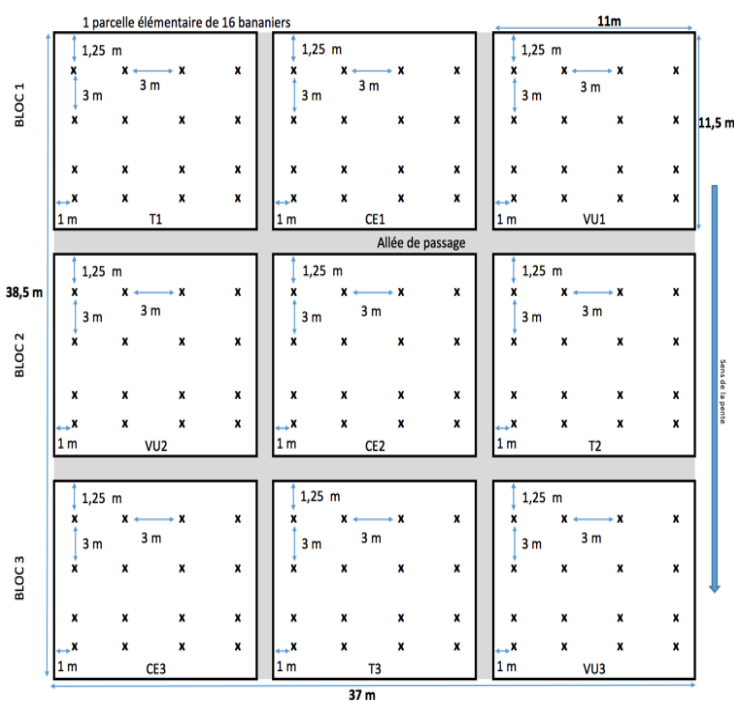 1 parcelle élémentaire de 16 bananiers
11m
BLOC 1
1,25 m
1,25 m
1,25 m
3 m
3 m
3 m
3 m
3 m
3 m
11,5 m
1 m
T1
1 m
CE1
1 m
VU1
Allée de passage
38,5 m
BLOC 2
1,25 m
1,25 m
1,25 m
3 m
3 m
3 m
3 m
3 m
3 m
Sens de la pente
1 m
VU2
1 m
CE2
1 m
T2
BLOC 3
1,25 m
1,25 m
1,25 m
3 m
3 m
3 m
3 m
3 m
3 m
1 m
CE3
1 m
T3
1 m
VU3
37 m